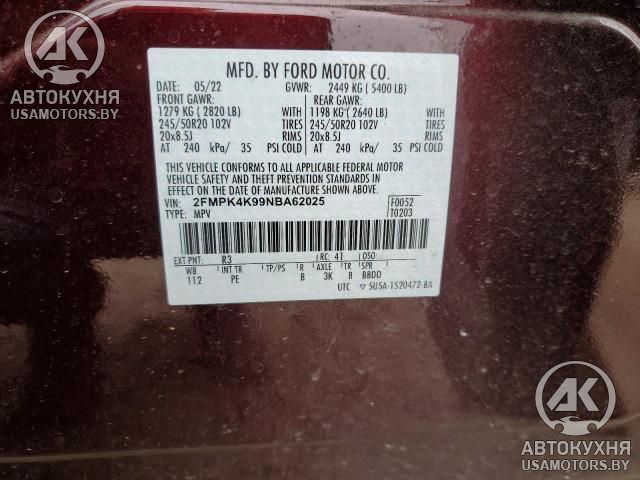 AK
АВТОКУХНЯ
USAMOTORS.BY
MFD. BY FORD MOTOR CO.
DATE: 05/22 GVWR: 2449 KG ( 5400 LB)
FRONT GAWR: REAR GAWR:
1279 KG ( 2820 LB) WITH 1198 KG ( 2640 LB) WITH
245/50R20 102V TIRES 245/50R20 102V TIRES
20x8.5J RIMS 20x8.5J RIMS
AT 240 kPa/ 35 PSI COLD AT 240 kPa/ 35 PSI COLD
THIS VEHICLE CONFORMS TO ALL APPLICABLE FEDERAL MOTOR
VEHICLE SAFETY AND THEFT PREVENTION STANDARDS IN
EFFECT ON THE DATE OF MANUFACTURE SHOWN ABOVE.
VIN: 2FMPK4K99NBA62025 F0052
TYPE: MPV T0203
EXT PNT: R3 RC: 41 DSO:
WB INT TR TP/PS R AXLE TR SPR
112 PE B 3K 8 BBDD
UTC ▽ 5U5A-1520472-BA
AK
АВТОКУХНЯ
USAMOTORS.BY